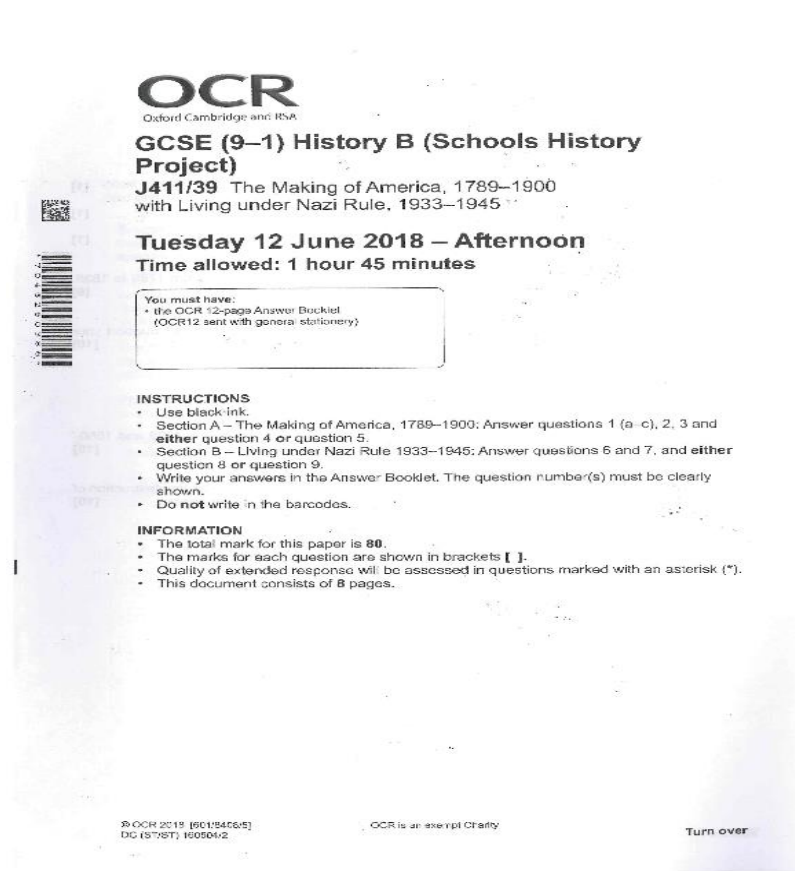 OCR
Oxford Cambridge and RSA
GCSE (9–1) History B (Schools History
Project)
J411/39 The Making of America, 1789–1900
with Living under Nazi Rule, 1933–1945
Tuesday 12 June 2018 – Afternoon
Time allowed: 1 hour 45 minutes
You must have:
• the OCR 12-page Answer Booklet
(OCR12 sent with general stationery)
INSTRUCTIONS
• Use black ink.
• Section A – The Making of America, 1789–1900: Answer questions 1 (a–c), 2, 3 and
either question 4 or question 5.
• Section B – Living under Nazi Rule 1933–1945: Answer questions 6 and 7, and either
question 8 or question 9.
• Write your answers in the Answer Booklet. The question number(s) must be clearly
shown.
• Do not write in the barcodes.
INFORMATION
• The total mark for this paper is 80.
• The marks for each question are shown in brackets [ ].
• Quality of extended response will be assessed in questions marked with an asterisk (*).
• This document consists of 8 pages.
© OCR 2018 [601/8406/5]
DC (ST/ST) 160504/2
OCR is an exempt Charity
Turn over